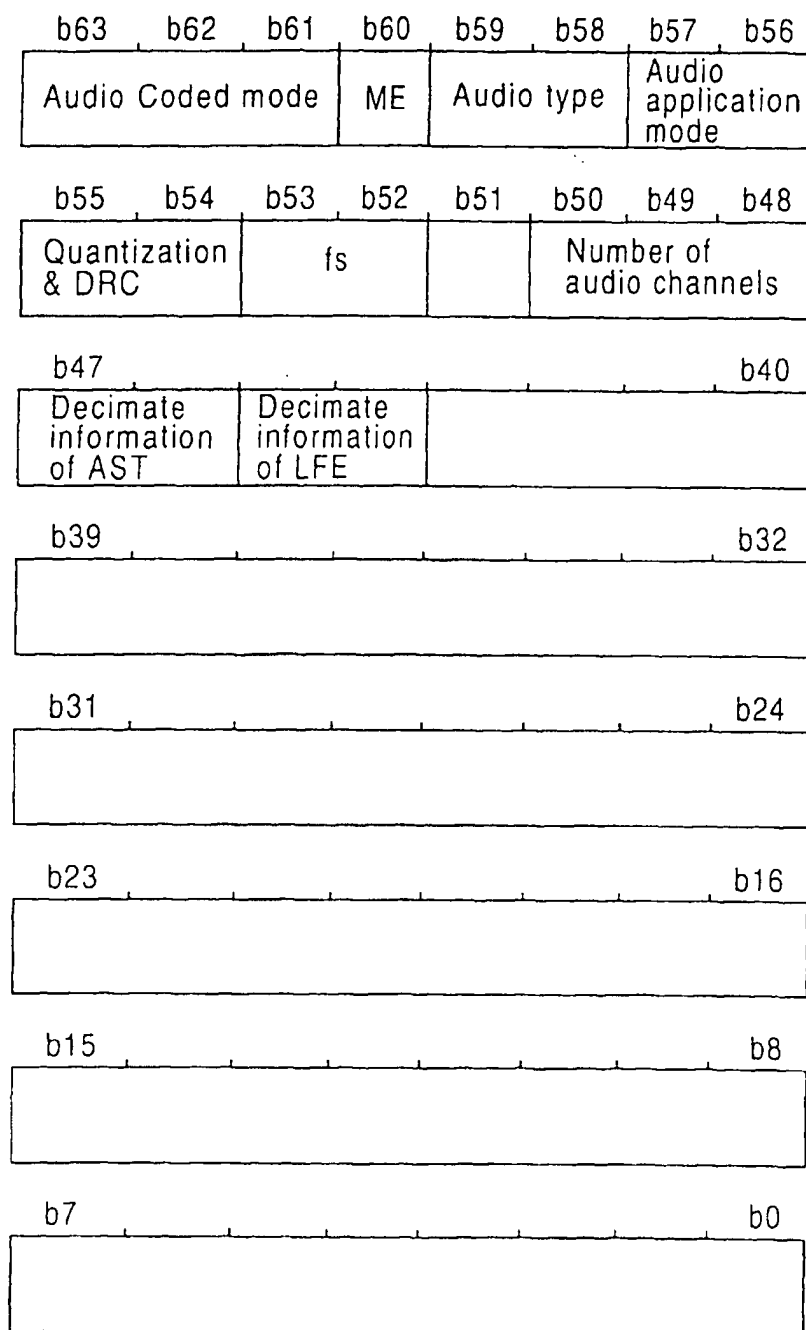 b63 b62 b61 b60 b59 b58 b57 b56
Audio Coded mode ME Audio type Audio application mode
b55 b54 b53 b52 b51 b50 b49 b48
Quantization & DRC fs Number of audio channels
b47 b40
Decimate information of AST Decimate information of LFE
b39 b32
b31 b24
b23 b16
b15 b8
b7 b0